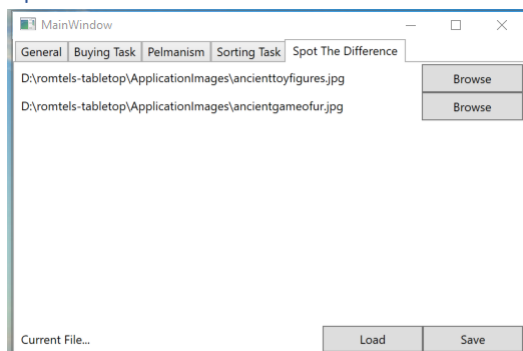 MainWindow
General Buying Task Pelmanism Sorting Task Spot The Difference
D:\romtels-tabletop\ApplicationImages\ancienttoyfigures.jpg Browse
D:\romtels-tabletop\ApplicationImages\ancientgameofur.jpg Browse
Current File... Load Save